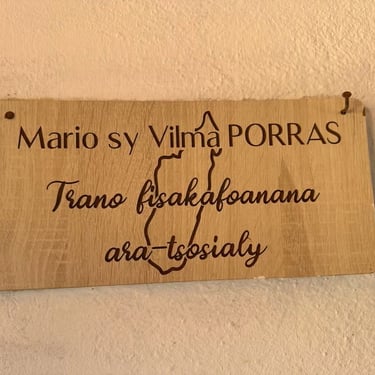 Mario sy Vilma PORRAS
Trano fisakafoanana
ara-tsosialy